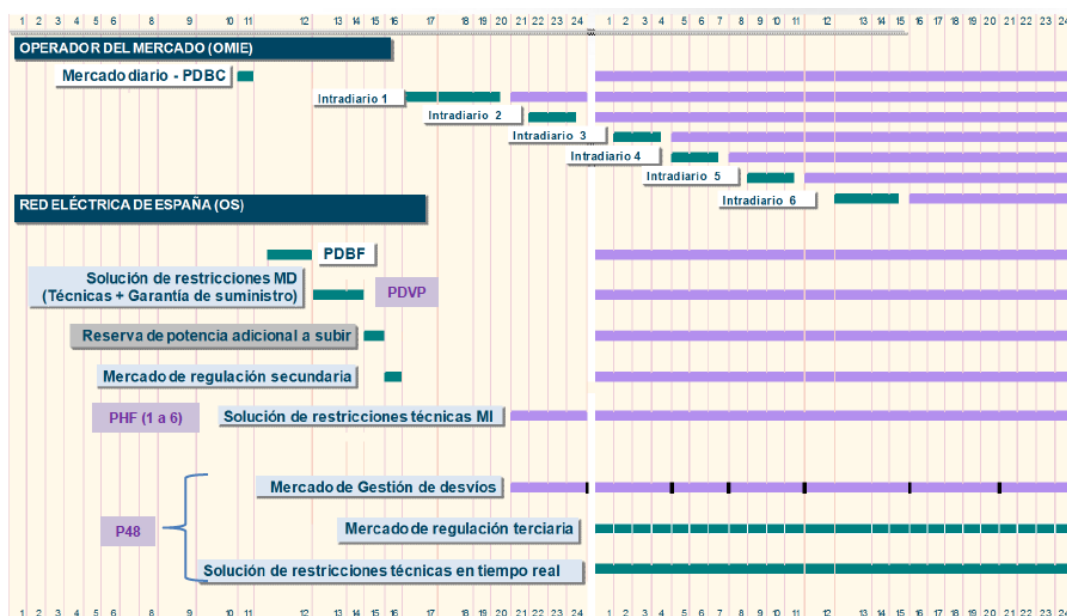 1 2 3 4 5 6 7 8 9 10 11 12 13 14 15 16 17 18 19 20 21 22 23 24 1 2 3 4 5 6 7 8 9 10 11 12 13 14 15 16 17 18 19 20 21 22 23 24
OPERADOR DEL MERCADO (OMIE)
Mercado diario - PDBC
Intradiario 1
Intradiario 2
Intradiario 3
Intradiario 4
Intradiario 5
Intradiario 6
RED ELÉCTRICA DE ESPAÑA (OS)
PDBF
Solución de restricciones MD
(Técnicas + Garantía de suministro)
PDVP
Reserva de potencia adicional a subir
Mercado de regulación secundaria
PHF (1 a 6)
Solución de restricciones técnicas MI
Mercado de Gestión de desvíos
P48
Mercado de regulación terciaria
Solución de restricciones técnicas en tiempo real
1 2 3 4 5 6 7 8 9 10 11 12 13 14 15 16 17 18 19 20 21 22 23 24 1 2 3 4 5 6 7 8 9 10 11 12 13 14 15 16 17 18 19 20 21 22 23 24